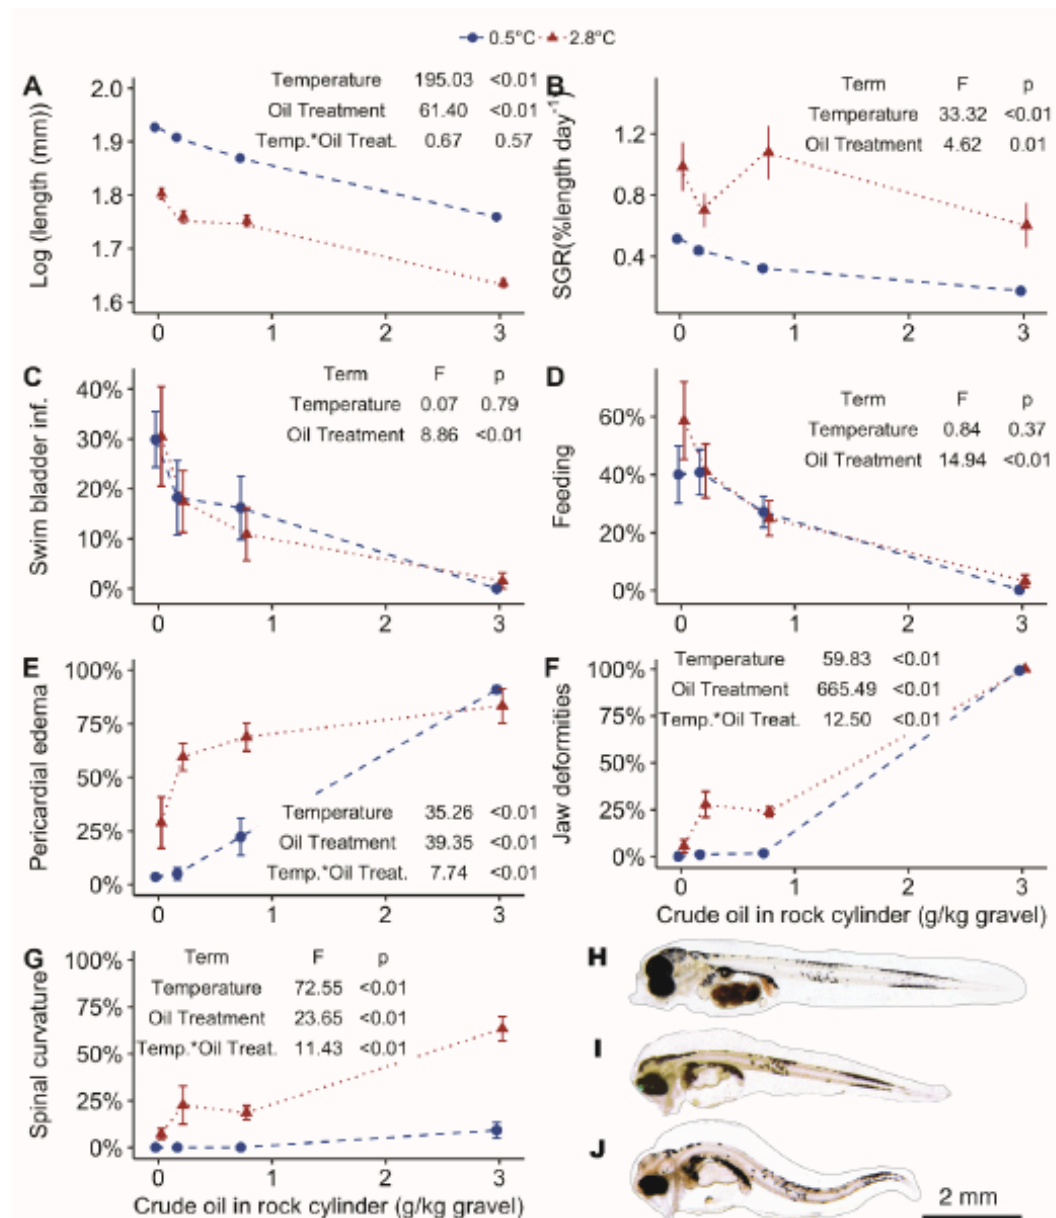 0.5°C 2.8°C
A
Temperature 195.03 <0.01
Oil Treatment 61.40 <0.01
Temp.*Oil Treat. 0.67 0.57
Log (length (mm))
2.0
1.9
1.8
1.7
1.6
0 1 2 3
B
Term F p
Temperature 33.32 <0.01
Oil Treatment 4.62 0.01
SGR(%length day⁻¹)
1.2
0.8
0.4
0 1 2 3
C
Term F p
Temperature 0.07 0.79
Oil Treatment 8.86 <0.01
Swim bladder inf.
40%
30%
20%
10%
0%
0 1 2 3
D
Term F p
Temperature 0.84 0.37
Oil Treatment 14.94 <0.01
Feeding
60%
40%
20%
0%
0 1 2 3
E
Pericardial edema
100%
75%
50%
25%
0%
Temperature 35.26 <0.01
Oil Treatment 39.35 <0.01
Temp.*Oil Treat. 7.74 <0.01
0 1 2 3
F
Temperature 59.83 <0.01
Oil Treatment 665.49 <0.01
Temp.*Oil Treat. 12.50 <0.01
Jaw deformities
100%
75%
50%
25%
0%
0 1 2 3
Crude oil in rock cylinder (g/kg gravel)
G
Term F p
Temperature 72.55 <0.01
Oil Treatment 23.65 <0.01
Temp.*Oil Treat. 11.43 <0.01
Spinal curvature
100%
75%
50%
25%
0%
0 1 2 3
Crude oil in rock cylinder (g/kg gravel)
H
I
J
2 mm